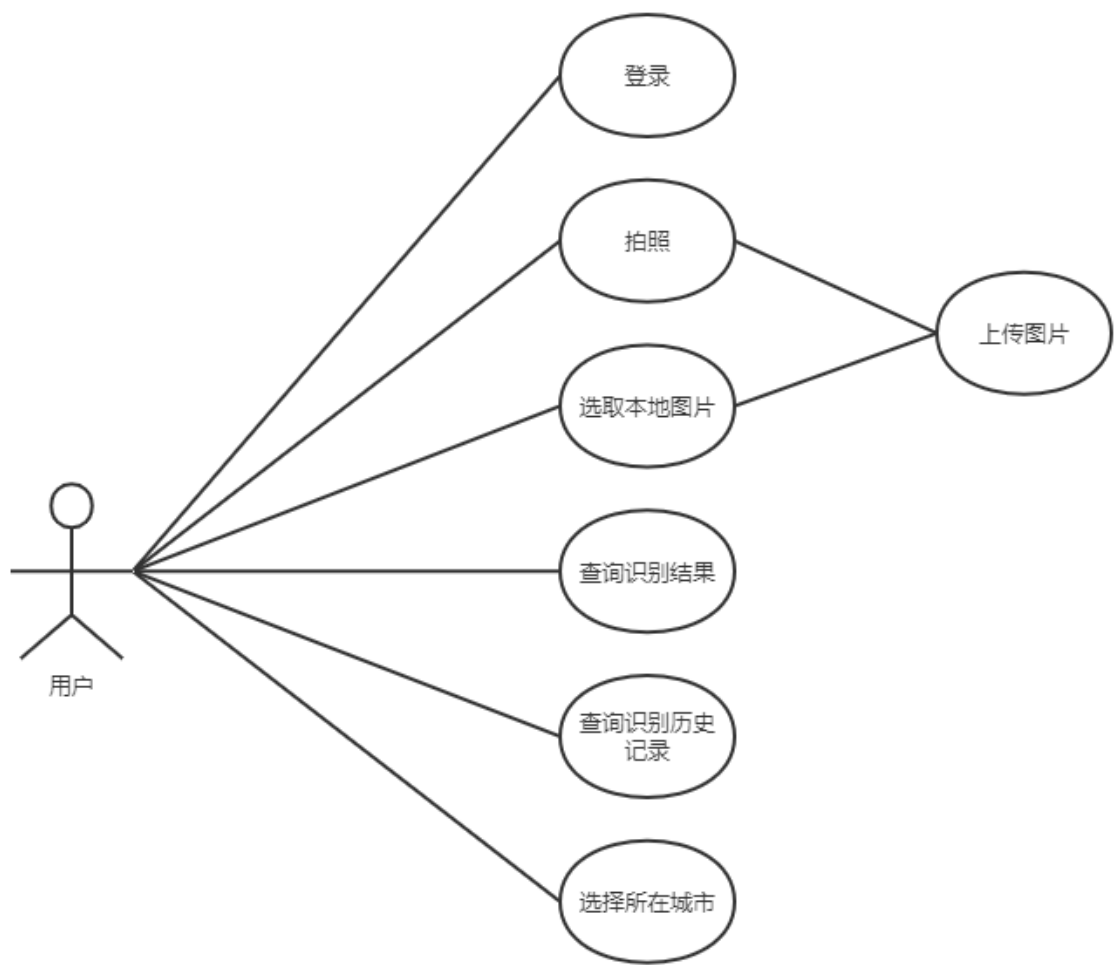 登录
拍照
上传图片
选取本地图片
查询识别结果
用户
查询识别历史
记录
选择所在城市